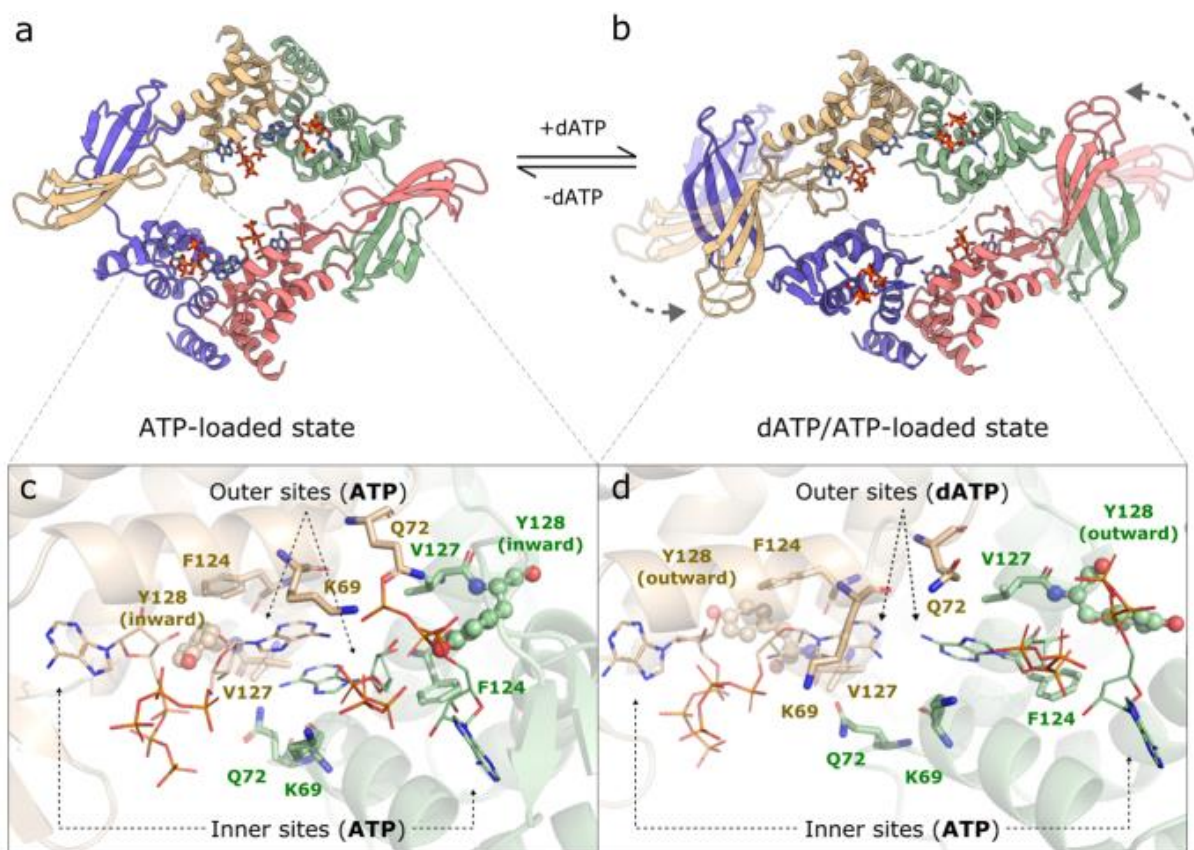 a
b
+dATP
-dATP
ATP-loaded state
dATP/ATP-loaded state
c
Outer sites (ATP)
Q72
Y128
(inward)
V127
F124
K69
Y128
(inward)
V127
F124
Q72
K69
Inner sites (ATP)
d
Outer sites (dATP)
Y128
(outward)
F124
V127
Y128
(outward)
Q72
V127
K69
F124
Q72
K69
Inner sites (ATP)